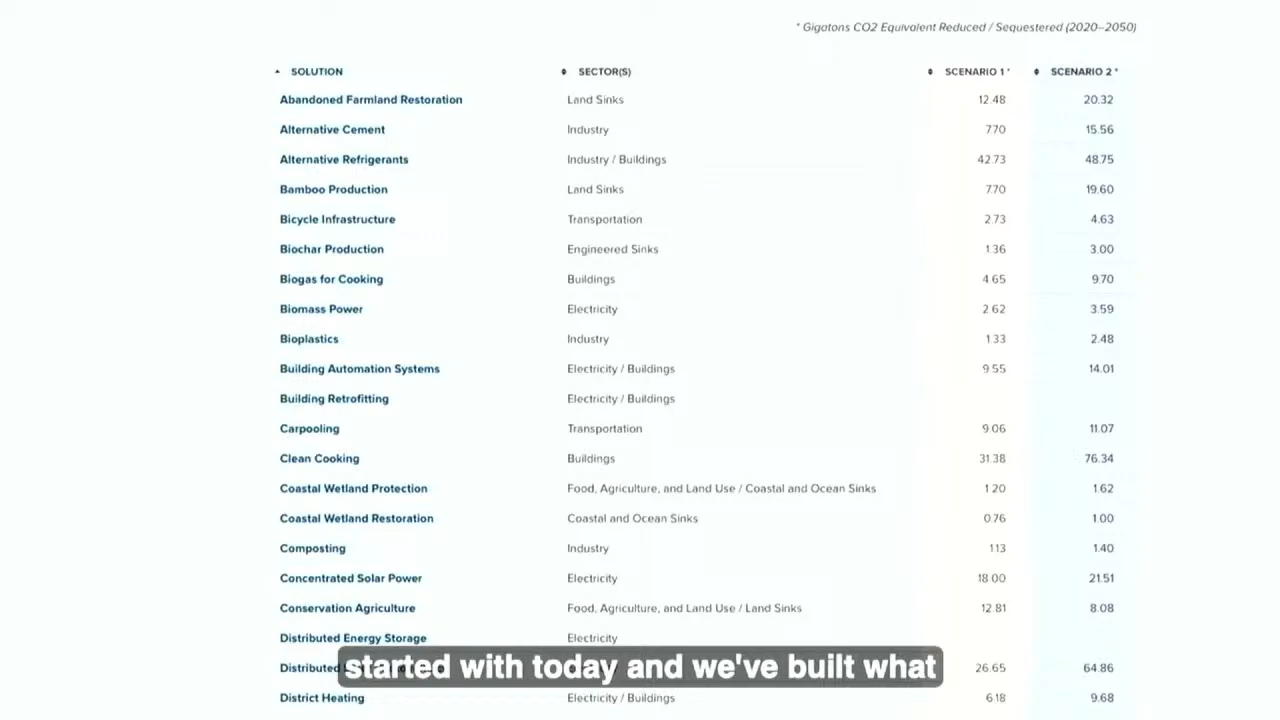 * Gigatons CO2 Equivalent Reduced / Sequestered (2020–2050)
SOLUTION SECTOR(S) SCENARIO 1 * SCENARIO 2 *
Abandoned Farmland Restoration Land Sinks 12.48 20.32
Alternative Cement Industry 7.70 15.56
Alternative Refrigerants Industry / Buildings 42.73 48.75
Bamboo Production Land Sinks 7.70 19.60
Bicycle Infrastructure Transportation 2.73 4.63
Biochar Production Engineered Sinks 1.36 3.00
Biogas for Cooking Buildings 4.65 9.70
Biomass Power Electricity 2.62 3.59
Bioplastics Industry 1.33 2.48
Building Automation Systems Electricity / Buildings 9.55 14.01
Building Retrofitting Electricity / Buildings
Carpooling Transportation 9.06 11.07
Clean Cooking Buildings 31.38 76.34
Coastal Wetland Protection Food, Agriculture, and Land Use / Coastal and Ocean Sinks 1.20 1.62
Coastal Wetland Restoration Coastal and Ocean Sinks 0.76 1.00
Composting Industry 1.13 1.40
Concentrated Solar Power Electricity 18.00 21.51
Conservation Agriculture Food, Agriculture, and Land Use / Land Sinks 12.81 8.08
Distributed Energy Storage Electricity
Distributed 26.65 64.86
started with today and we've built what
District Heating Electricity / Buildings 6.18 9.68